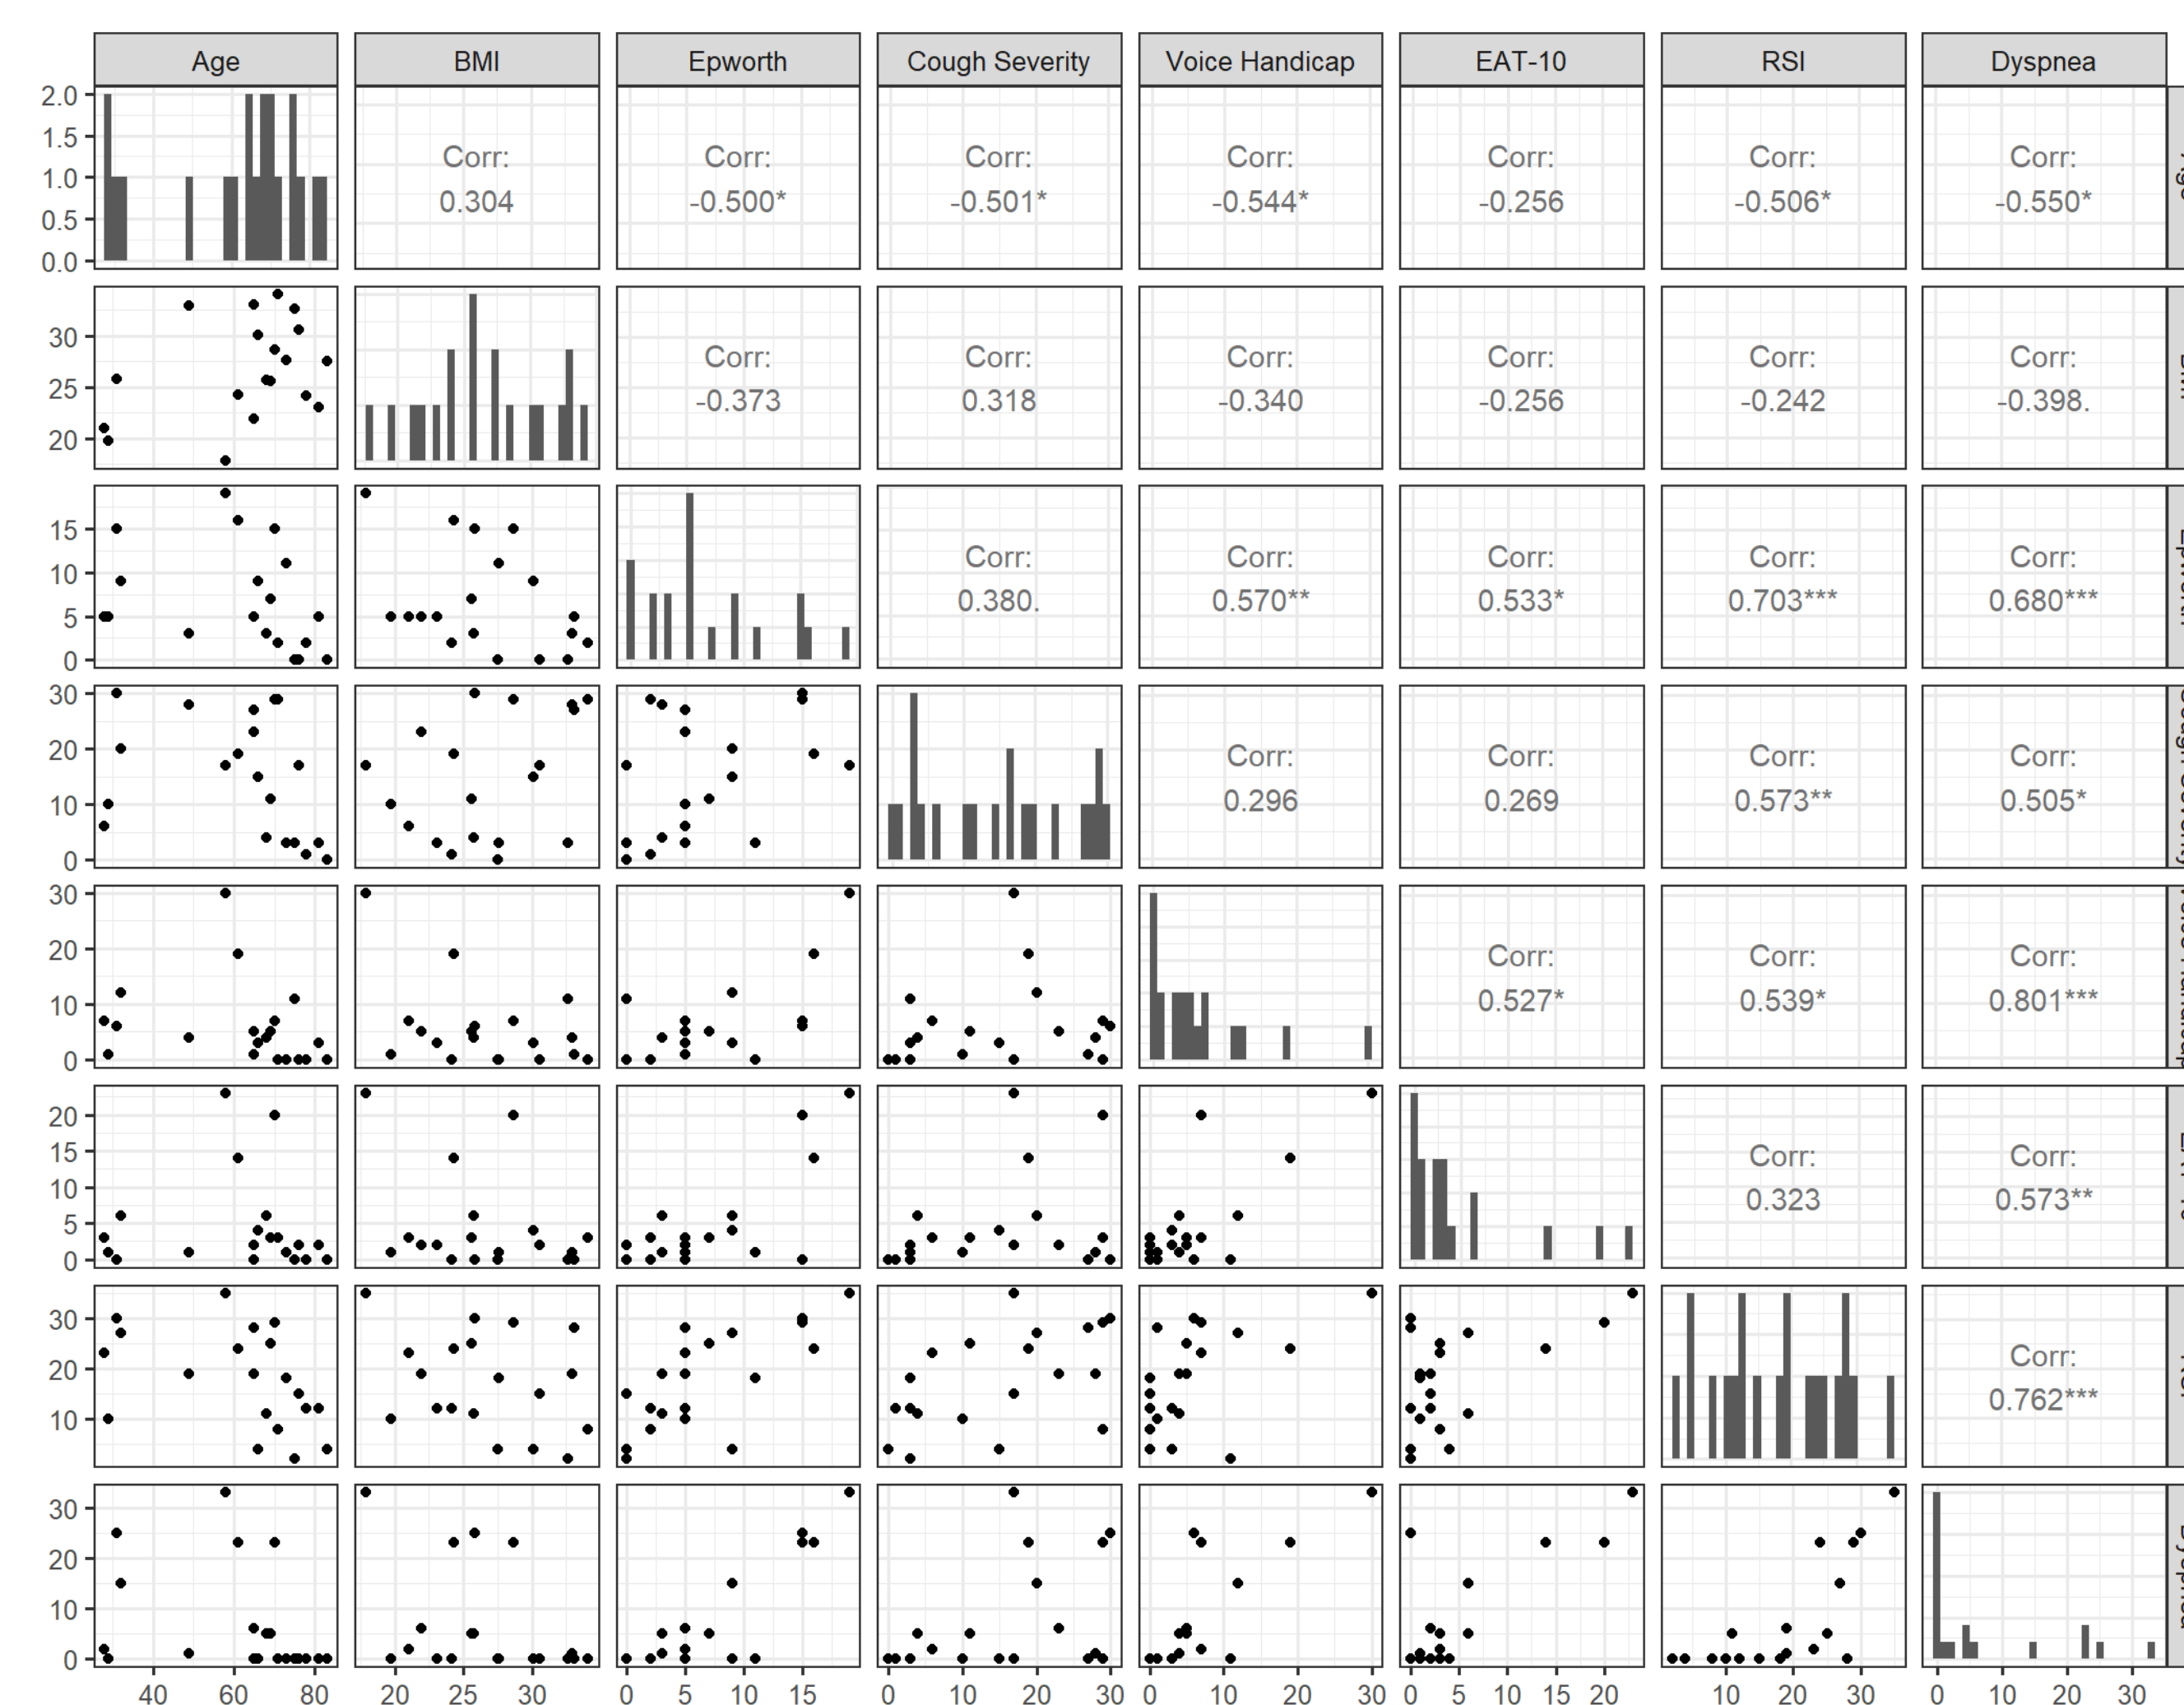 Age BMI Epworth Cough Severity Voice Handicap EAT-10 RSI Dyspnea
2.0
1.5
1.0
0.5
0.0
Corr: Corr: Corr: Corr: Corr: Corr: Corr:
0.304 -0.500* -0.501* -0.544* -0.256 -0.506* -0.550*
30
25
20
Corr: Corr: Corr: Corr: Corr: Corr:
-0.373 0.318 -0.340 -0.256 -0.242 -0.398.
15
10
5
0
Corr: Corr: Corr: Corr: Corr:
0.380. 0.570** 0.533* 0.703*** 0.680***
30
20
10
0
Corr: Corr: Corr: Corr:
0.296 0.269 0.573** 0.505*
30
20
10
0
Corr: Corr: Corr:
0.527* 0.539* 0.801***
20
15
10
5
0
Corr: Corr:
0.323 0.573**
30
20
10
Corr:
0.762***
30
20
10
0
40 60 80 20 25 30 0 5 10 15 0 10 20 30 0 10 20 30 0 5 10 15 20 10 20 30 0 10 20 30